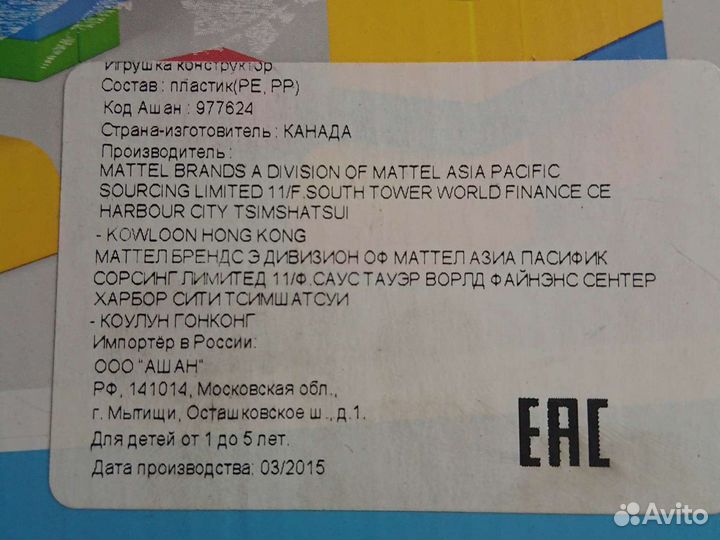 Игрушка конструктор.
Состав : пластик(PE, PP)
Код Ашан : 977624
Страна-изготовитель : КАНАДА
Производитель :
MATTEL BRANDS A DIVISION OF MATTEL ASIA PACIFIC
SOURCING LIMITED 11/F.SOUTH TOWER WORLD FINANCE CE
HARBOUR CITY TSIMSHATSUI
- KOWLOON HONG KONG
МАТТЕЛ БРЕНДС Э ДИВИЗИОН ОФ МАТТЕЛ АЗИА ПАСИФИК
СОРСИНГ ЛИМИТЕД 11/Ф.САУС ТАУЭР ВОРЛД ФАЙНЭНС СЕНТЕР
ХАРБОР СИТИ ТСИМШАТСУИ
- КОУЛУН ГОНКОНГ
Импортёр в России:
ООО "АШАН"
РФ, 141014, Московская обл.,
г. Мытищи, Осташковское ш., д.1.
Для детей от 1 до 5 лет.
Дата производства: 03/2015
EAC
Avito